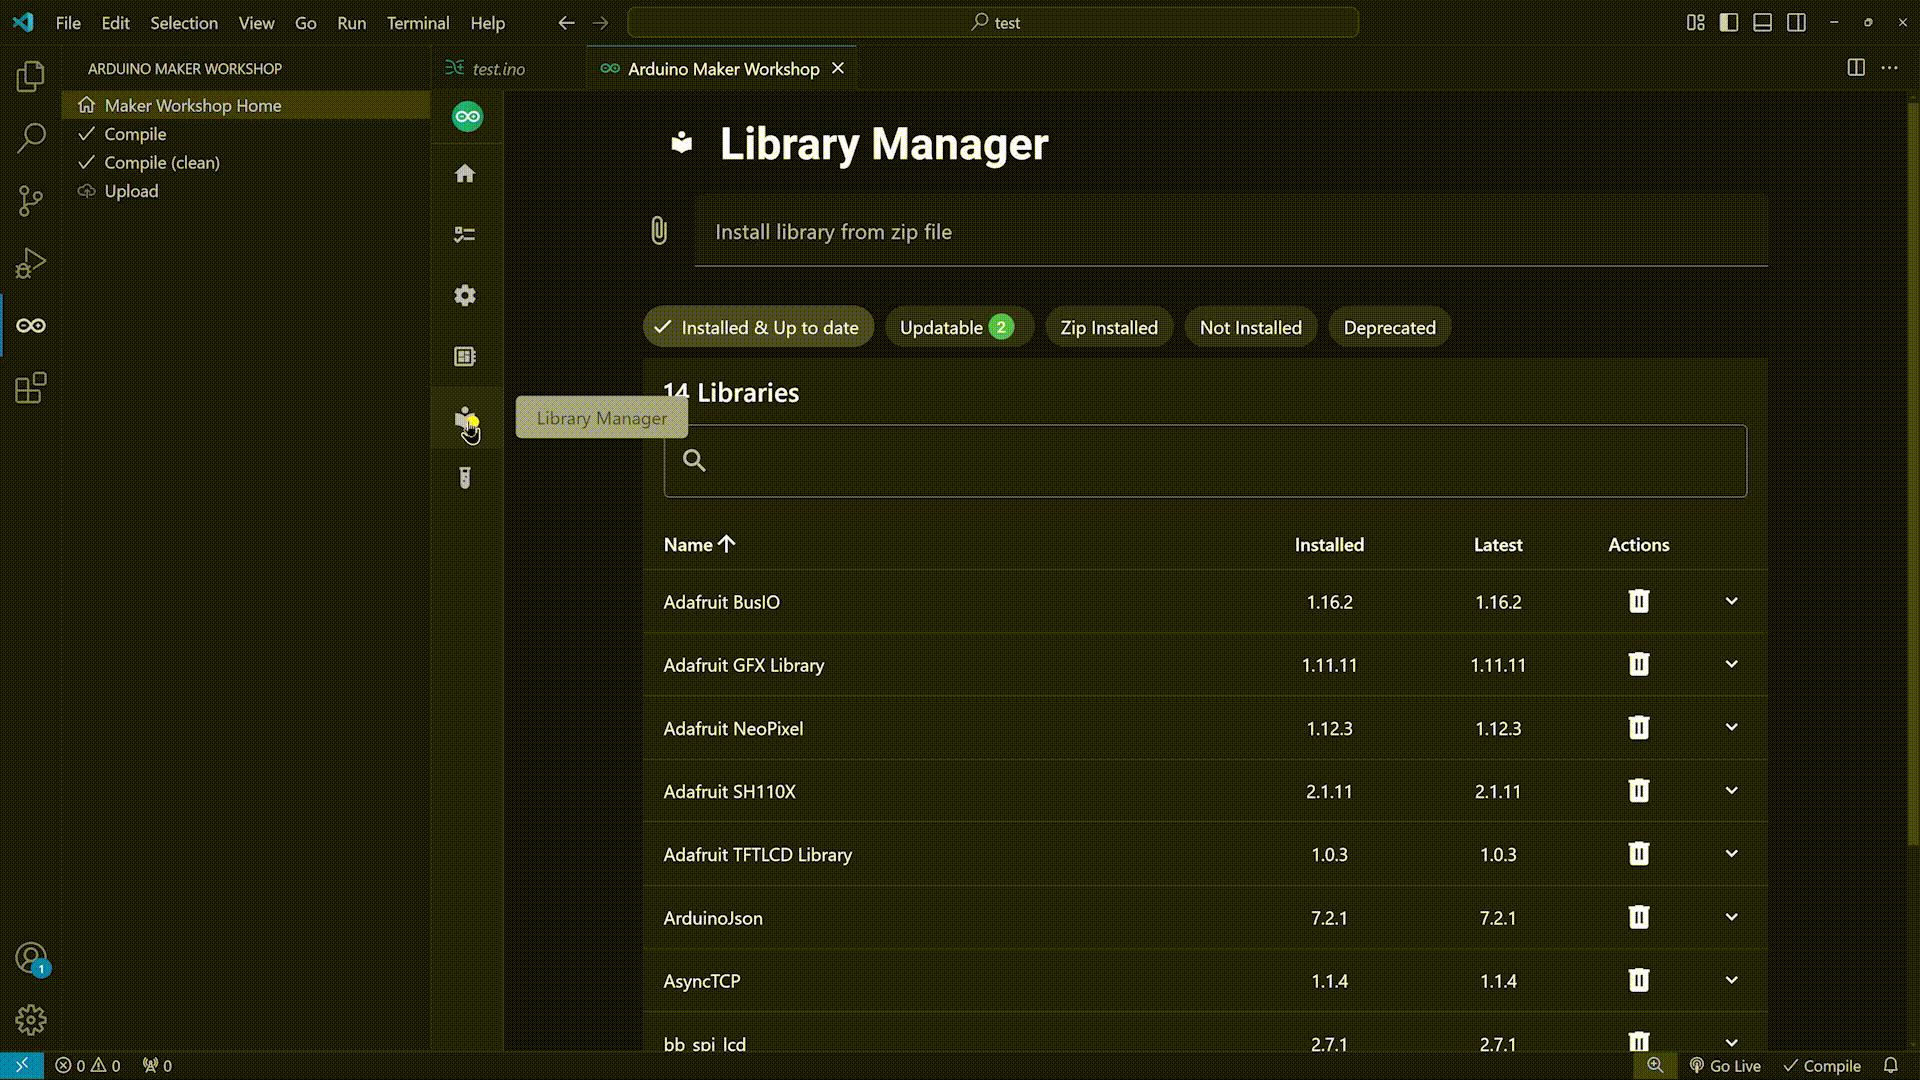 File Edit Selection View Go Run Terminal Help
test
ARDUINO MAKER WORKSHOP
test.ino
Arduino Maker Workshop
Maker Workshop Home
Compile
Compile (clean)
Upload
Library Manager
Install library from zip file
Installed & Up to date
Updatable 2
Zip Installed
Not Installed
Deprecated
14 Libraries
Library Manager
Name Installed Latest Actions
Adafruit BusIO 1.16.2 1.16.2
Adafruit GFX Library 1.11.11 1.11.11
Adafruit NeoPixel 1.12.3 1.12.3
Adafruit SH110X 2.1.11 2.1.11
Adafruit TFTLCD Library 1.0.3 1.0.3
ArduinoJson 7.2.1 7.2.1
AsyncTCP 1.1.4 1.1.4
bb_spi_lcd 2.7.1 2.7.1
1
0 0 0
Go Live
Compile